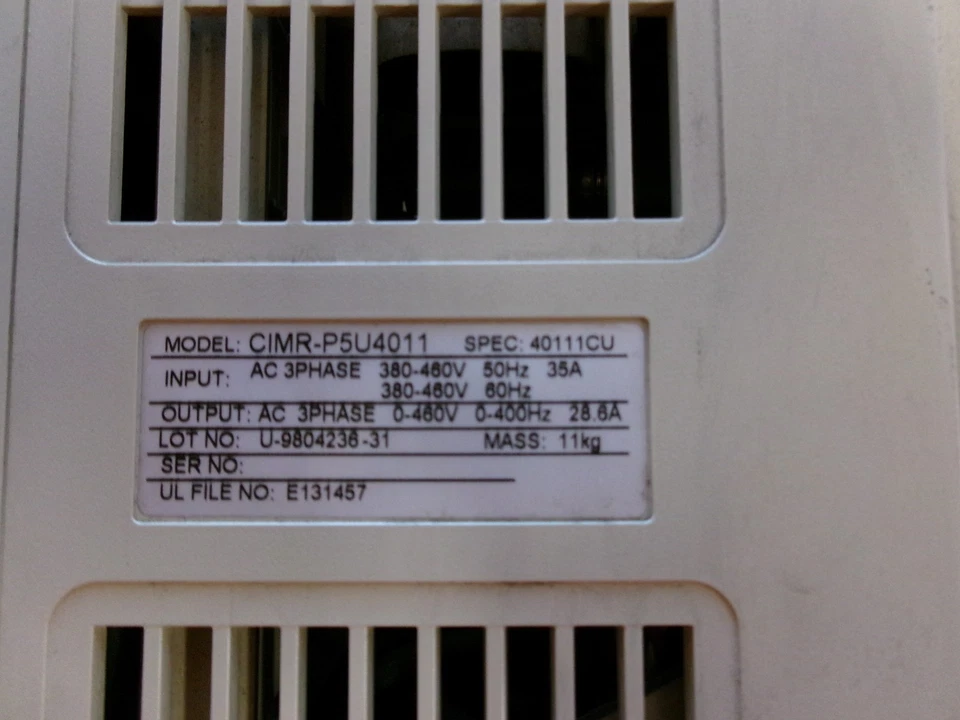 MODEL: CIMR-P5U4011 SPEC: 40111CU
INPUT: AC 3PHASE 380-460V 50Hz 35A
380-460V 60Hz
OUTPUT: AC 3PHASE 0-460V 0-400Hz 28.6A
LOT NO: U-9804236-31 MASS: 11kg
SER NO:
UL FILE NO: E131457